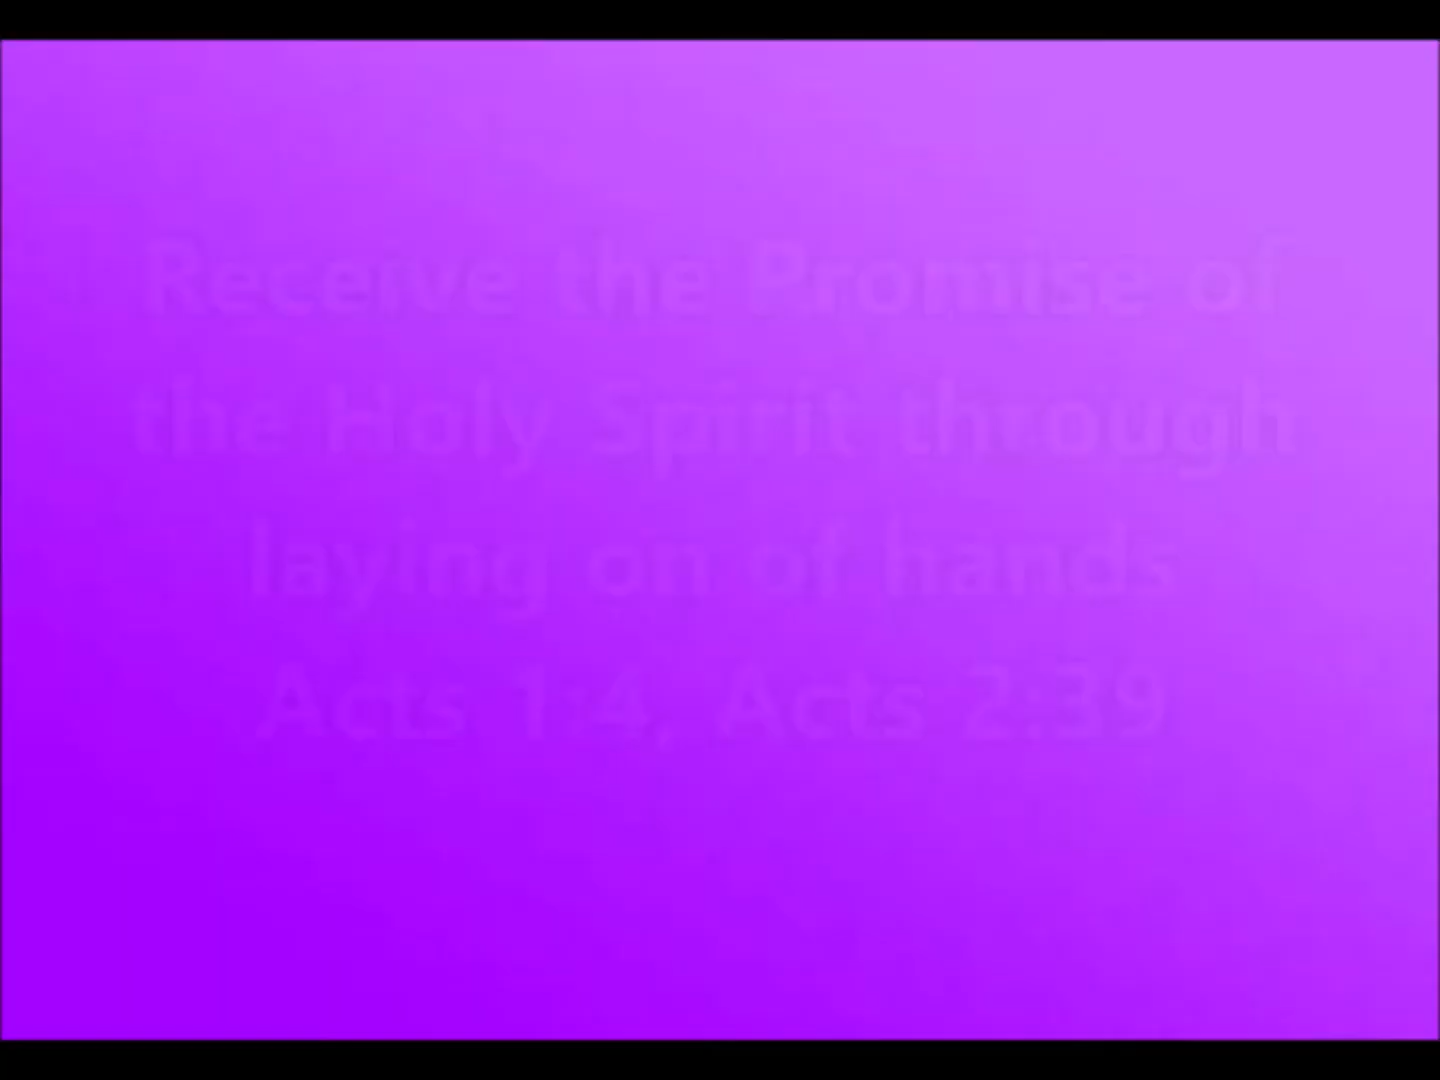 Receive the Promise of
the Holy Spirit through
laying on of hands
Acts 1:4, Acts 2:39